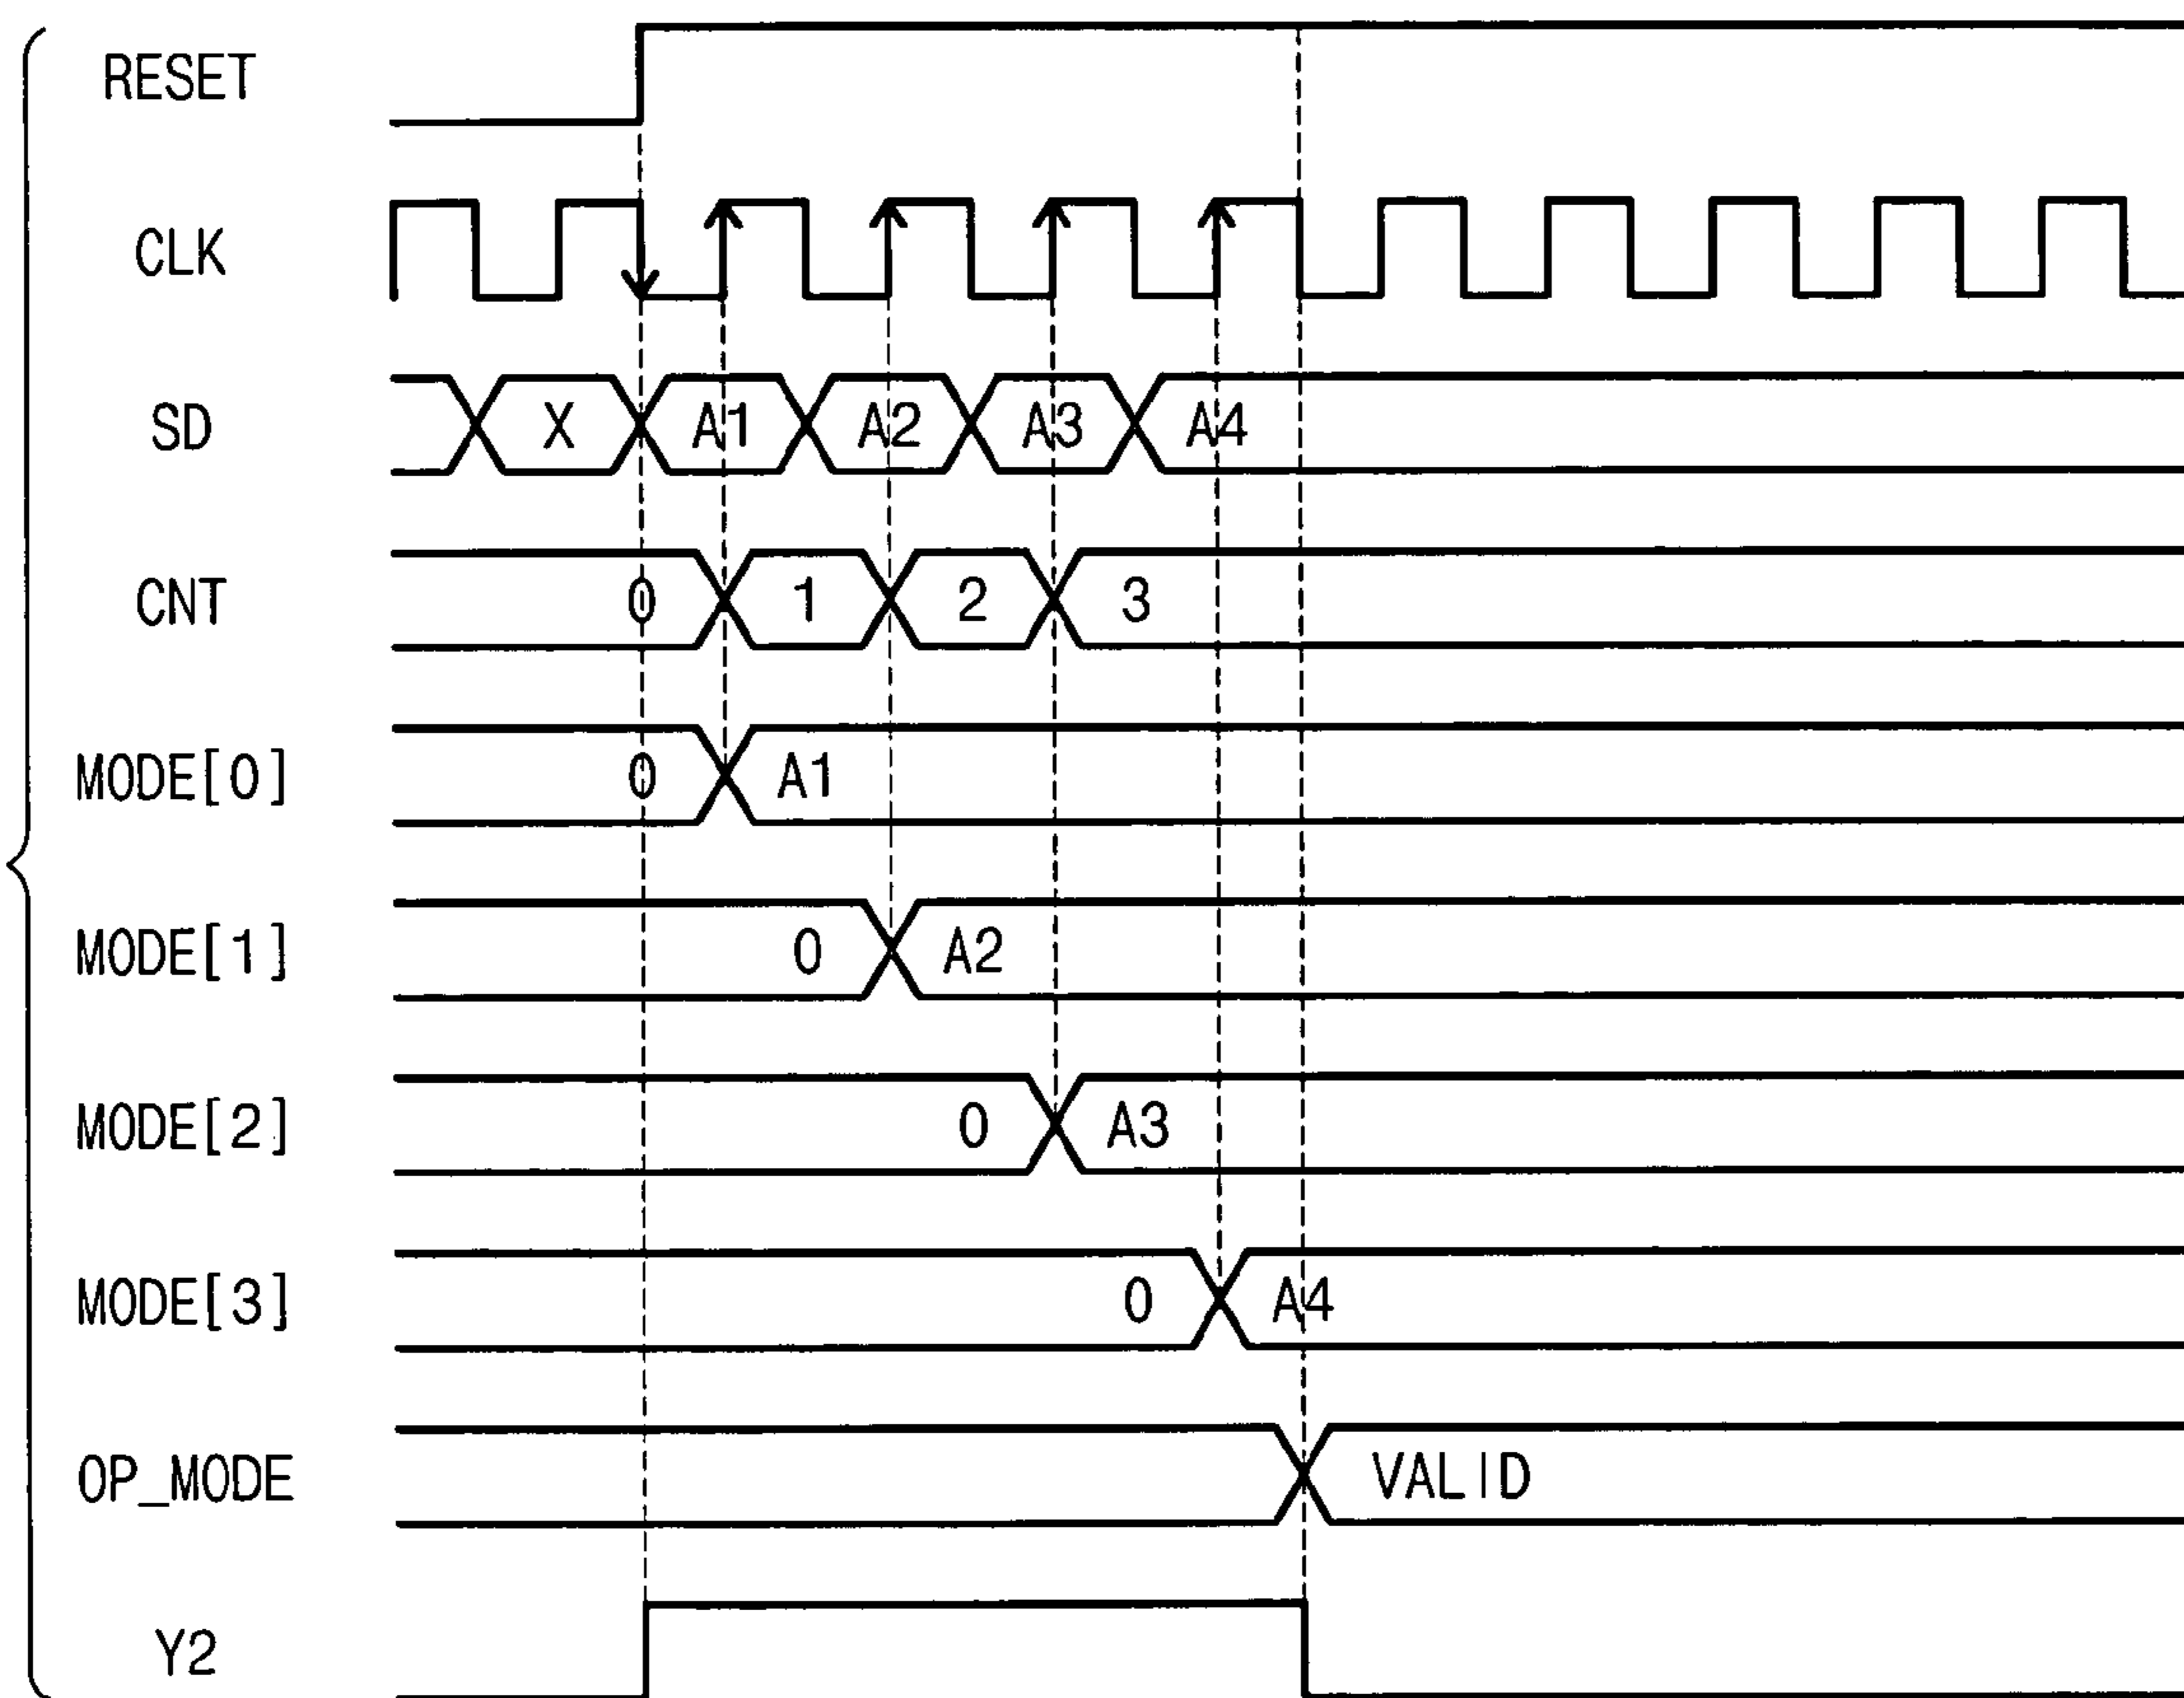 RESET
CLK
SD X A1 A2 A3 A4
CNT 0 1 2 3
MODE[0] 0 A1
MODE[1] 0 A2
MODE[2] 0 A3
MODE[3] 0 A4
OP_MODE VALID
Y2